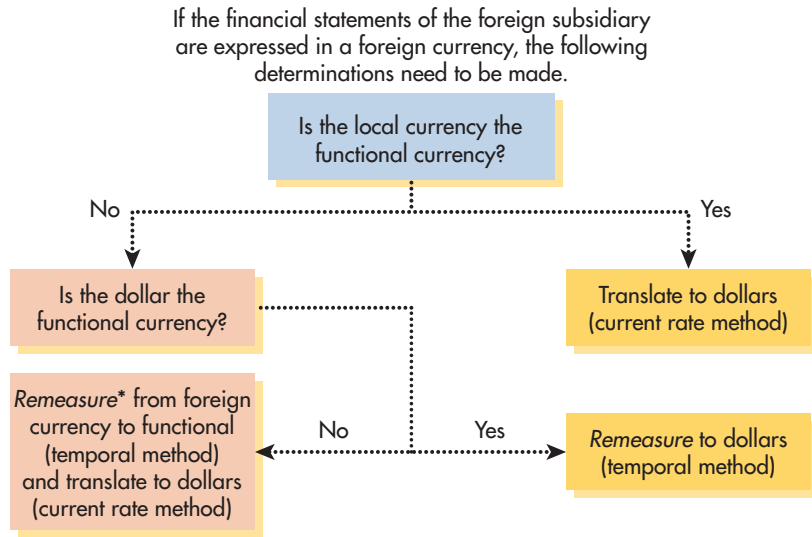 If the financial statements of the foreign subsidiary
are expressed in a foreign currency, the following
determinations need to be made.
Is the local currency the
functional currency?
No
Yes
Is the dollar the
functional currency?
Translate to dollars
(current rate method)
Remeasure* from foreign
currency to functional
(temporal method)
and translate to dollars
(current rate method)
No
Yes
Remeasure to dollars
(temporal method)